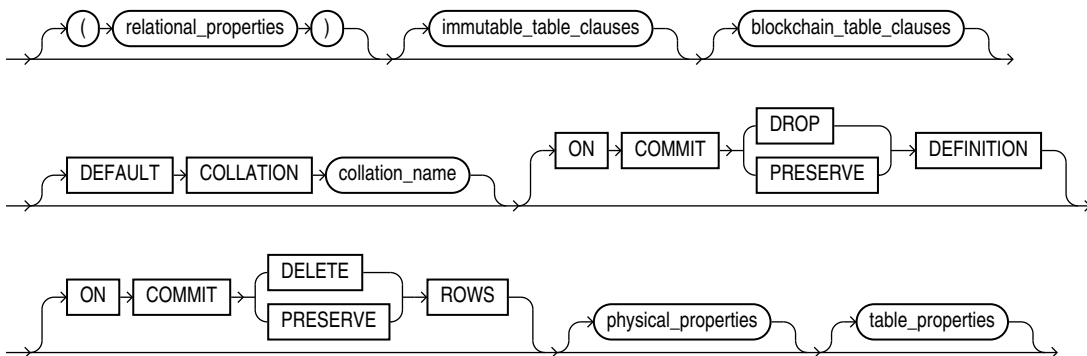 ( relational_properties ) immutable_table_clauses blockchain_table_clauses
DEFAULT COLLATION collation_name ON COMMIT DROP PRESERVE DEFINITION
ON COMMIT DELETE PRESERVE ROWS physical_properties table_properties